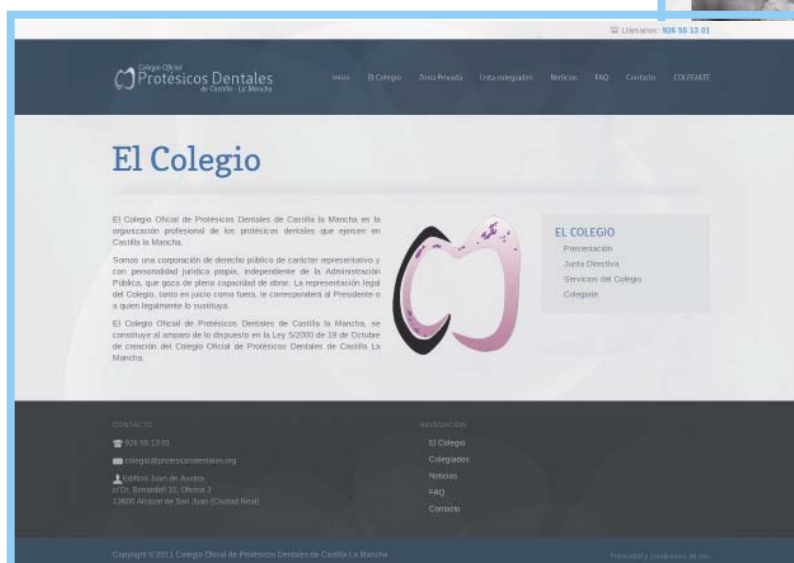 Llámanos: 926 55 13 01
Colegio Oficial
Protésicos Dentales
de Castilla - La Mancha
Inicio El Colegio Zona Privada Lista colegiados Noticias FAQ Contacto COLEGIATE
El Colegio
El Colegio Oficial de Protésicos Dentales de Castilla la Mancha es la
organización profesional de los protésicos dentales que ejercen en
Castilla la Mancha.
Somos una corporación de derecho público de carácter representativo y
con personalidad jurídica propia, independiente de la Administración
Pública, que goza de plena capacidad de obrar. La representación legal
del Colegio, tanto en juicio como fuera, le corresponderá al Presidente o
a quien legalmente lo sustituya.
El Colegio Oficial de Protésicos Dentales de Castilla la Mancha, se
constituye al amparo de lo dispuesto en la Ley 5/2000 de 19 de Octubre
de creación del Colegio Oficial de Protésicos Dentales de Castilla La
Mancha.
EL COLEGIO
Presentación
Junta Directiva
Servicios del Colegio
Colegiate
CONTACTO
926 55 13 01
colegio@protesicosdentales.org
Edificio Juan de Austria
c/ Dr. Bonardell 15, Oficina 3
13600 Alcázar de San Juan (Ciudad Real)
NAVEGACIÓN
El Colegio
Colegiados
Noticias
FAQ
Contacto
Copyright © 2011 Colegio Oficial de Protésicos Dentales de Castilla La Mancha
Privacidad y condiciones de uso